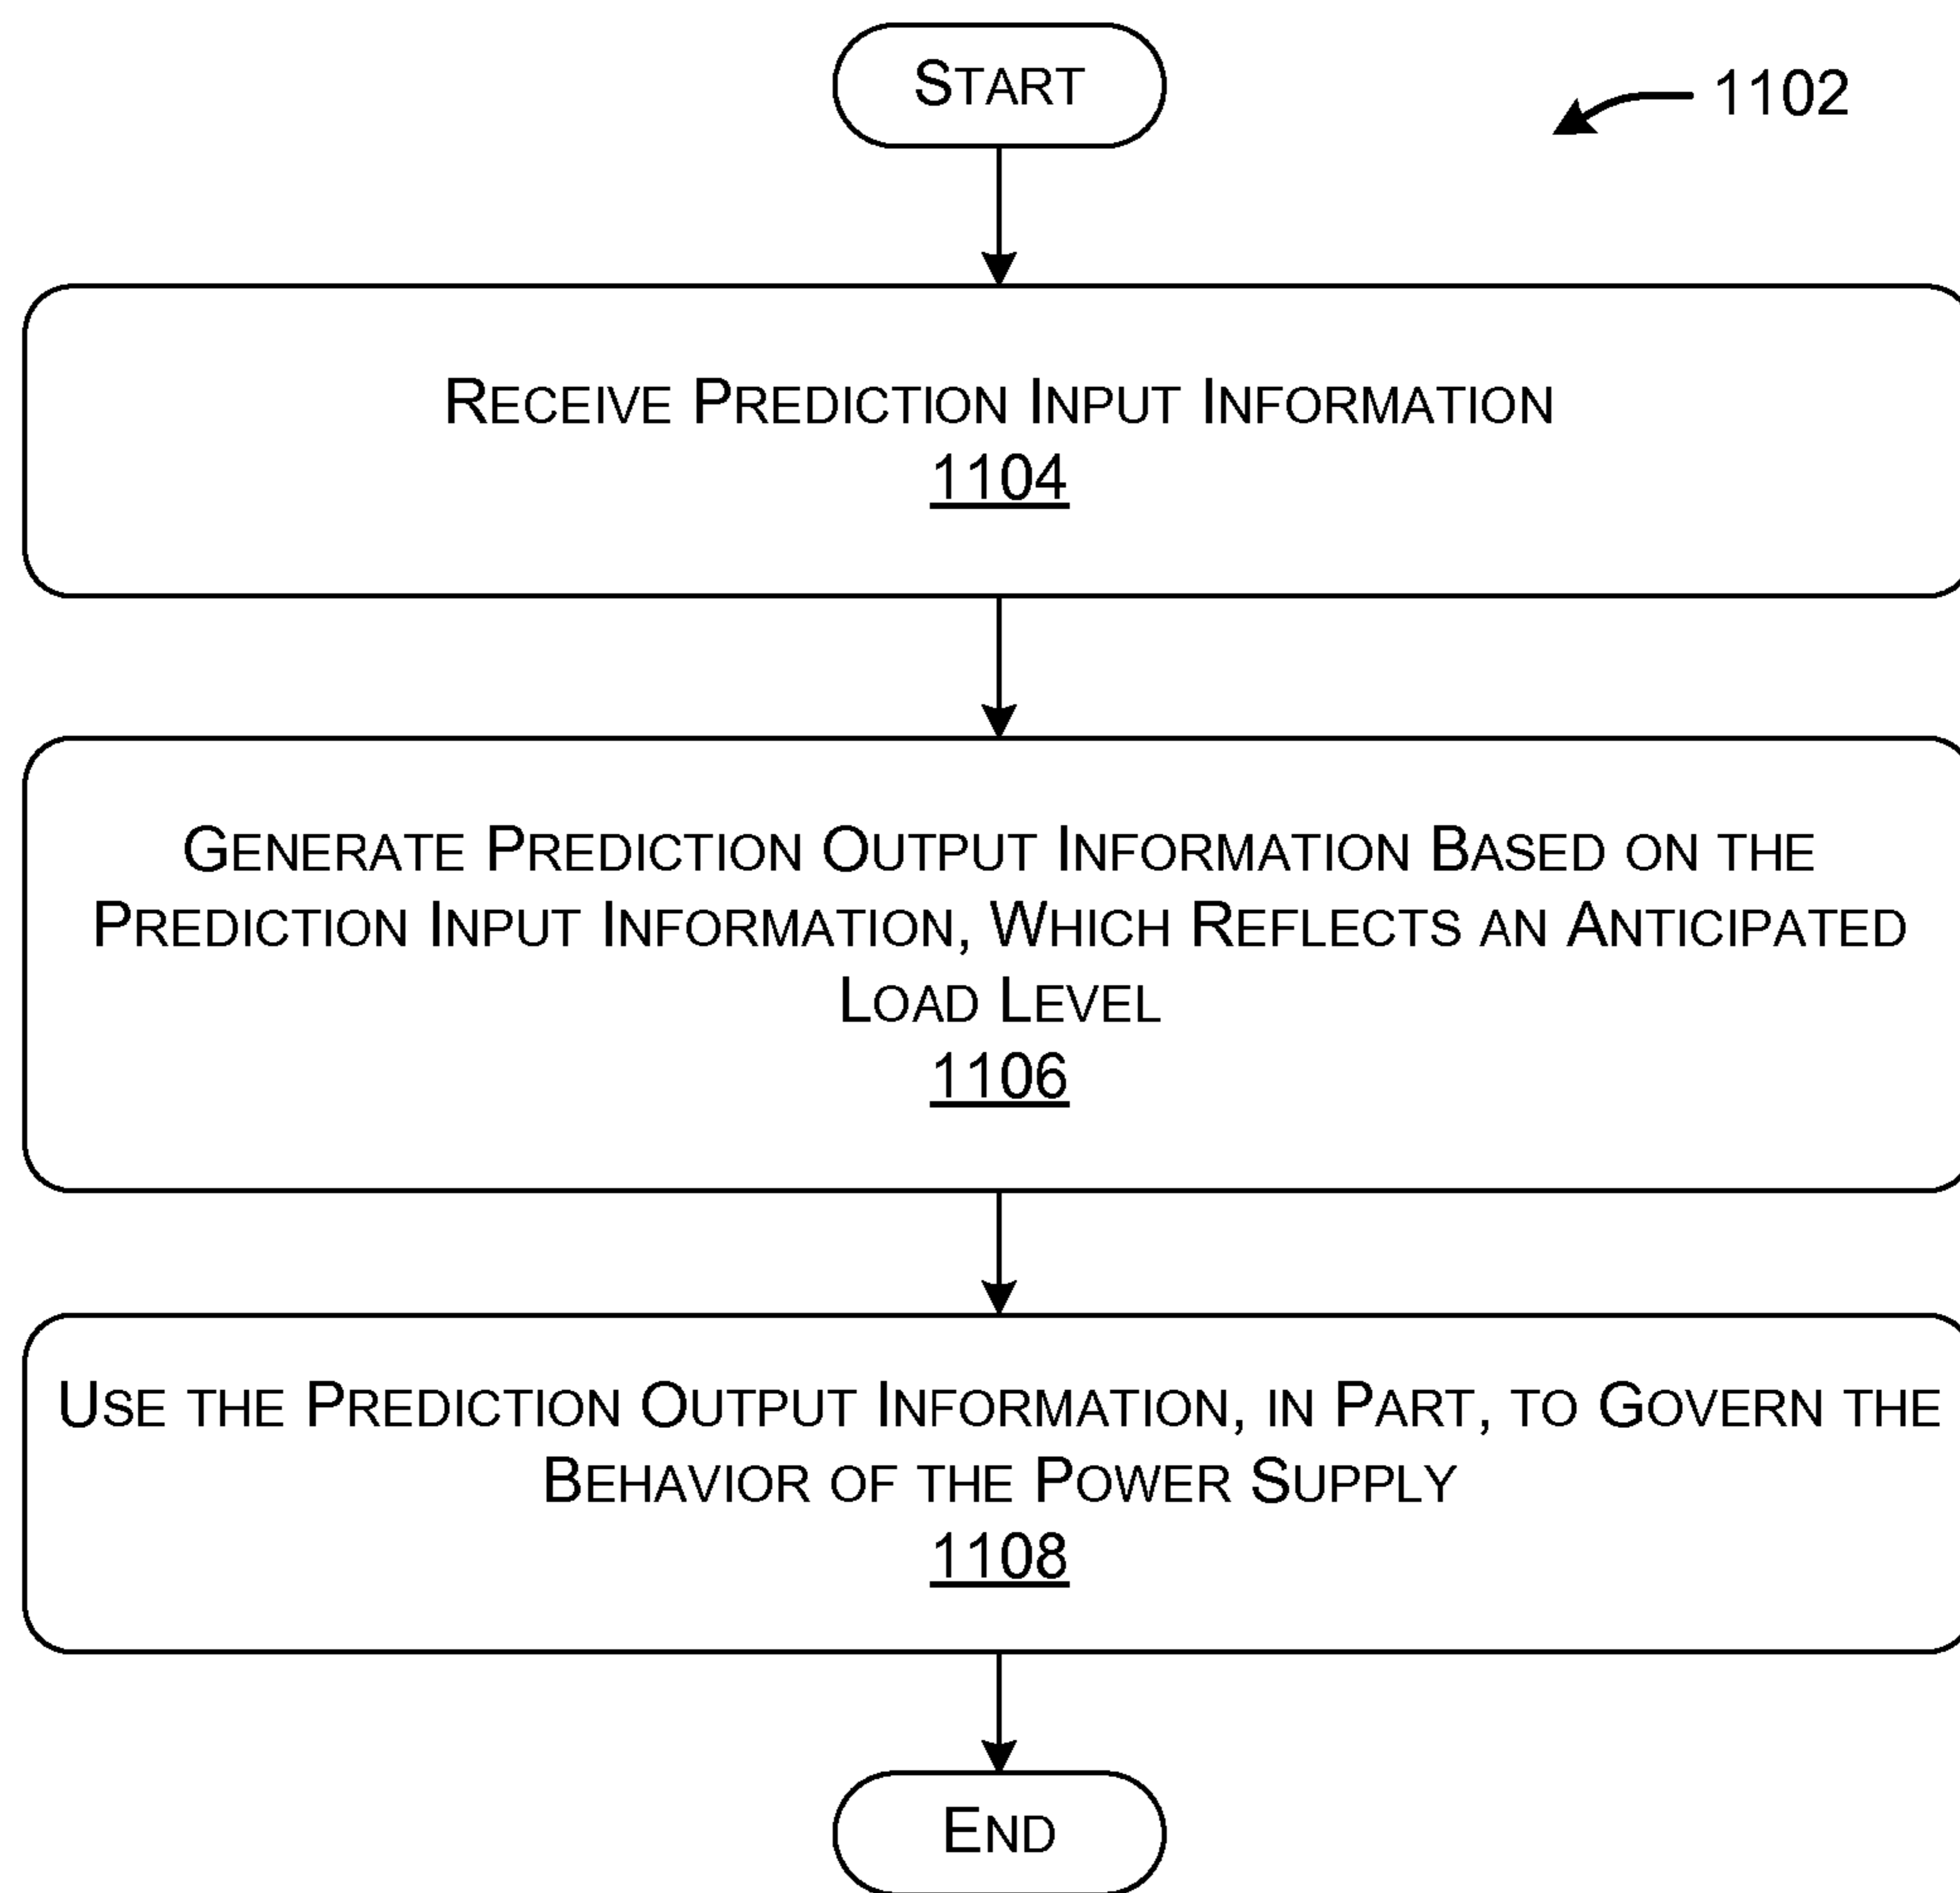 START
1102
RECEIVE PREDICTION INPUT INFORMATION
1104
GENERATE PREDICTION OUTPUT INFORMATION BASED ON THE
PREDICTION INPUT INFORMATION, WHICH REFLECTS AN ANTICIPATED
LOAD LEVEL
1106
USE THE PREDICTION OUTPUT INFORMATION, IN PART, TO GOVERN THE
BEHAVIOR OF THE POWER SUPPLY
1108
END